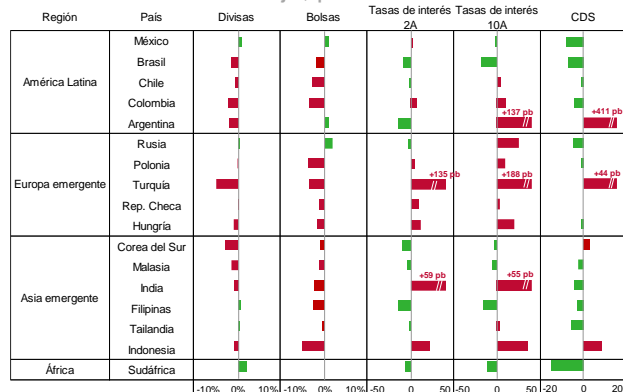 Región País Divisas Bolsas Tasas de interés 2A Tasas de interés 10A CDS
América Latina
México
Brasil
Chile
Colombia
Argentina +137 pb +411 pb
Europa emergente
Rusia
Polonia
Turquía +135 pb +188 pb +44 pb
Rep. Checa
Hungría
Asia emergente
Corea del Sur
Malasia
India +59 pb +55 pb
Filipinas
Tailandia
Indonesia
África Sudáfrica
-10% 0% 10% -10% 0% 10% -50 0 50 -50 0 50 -20 0 20